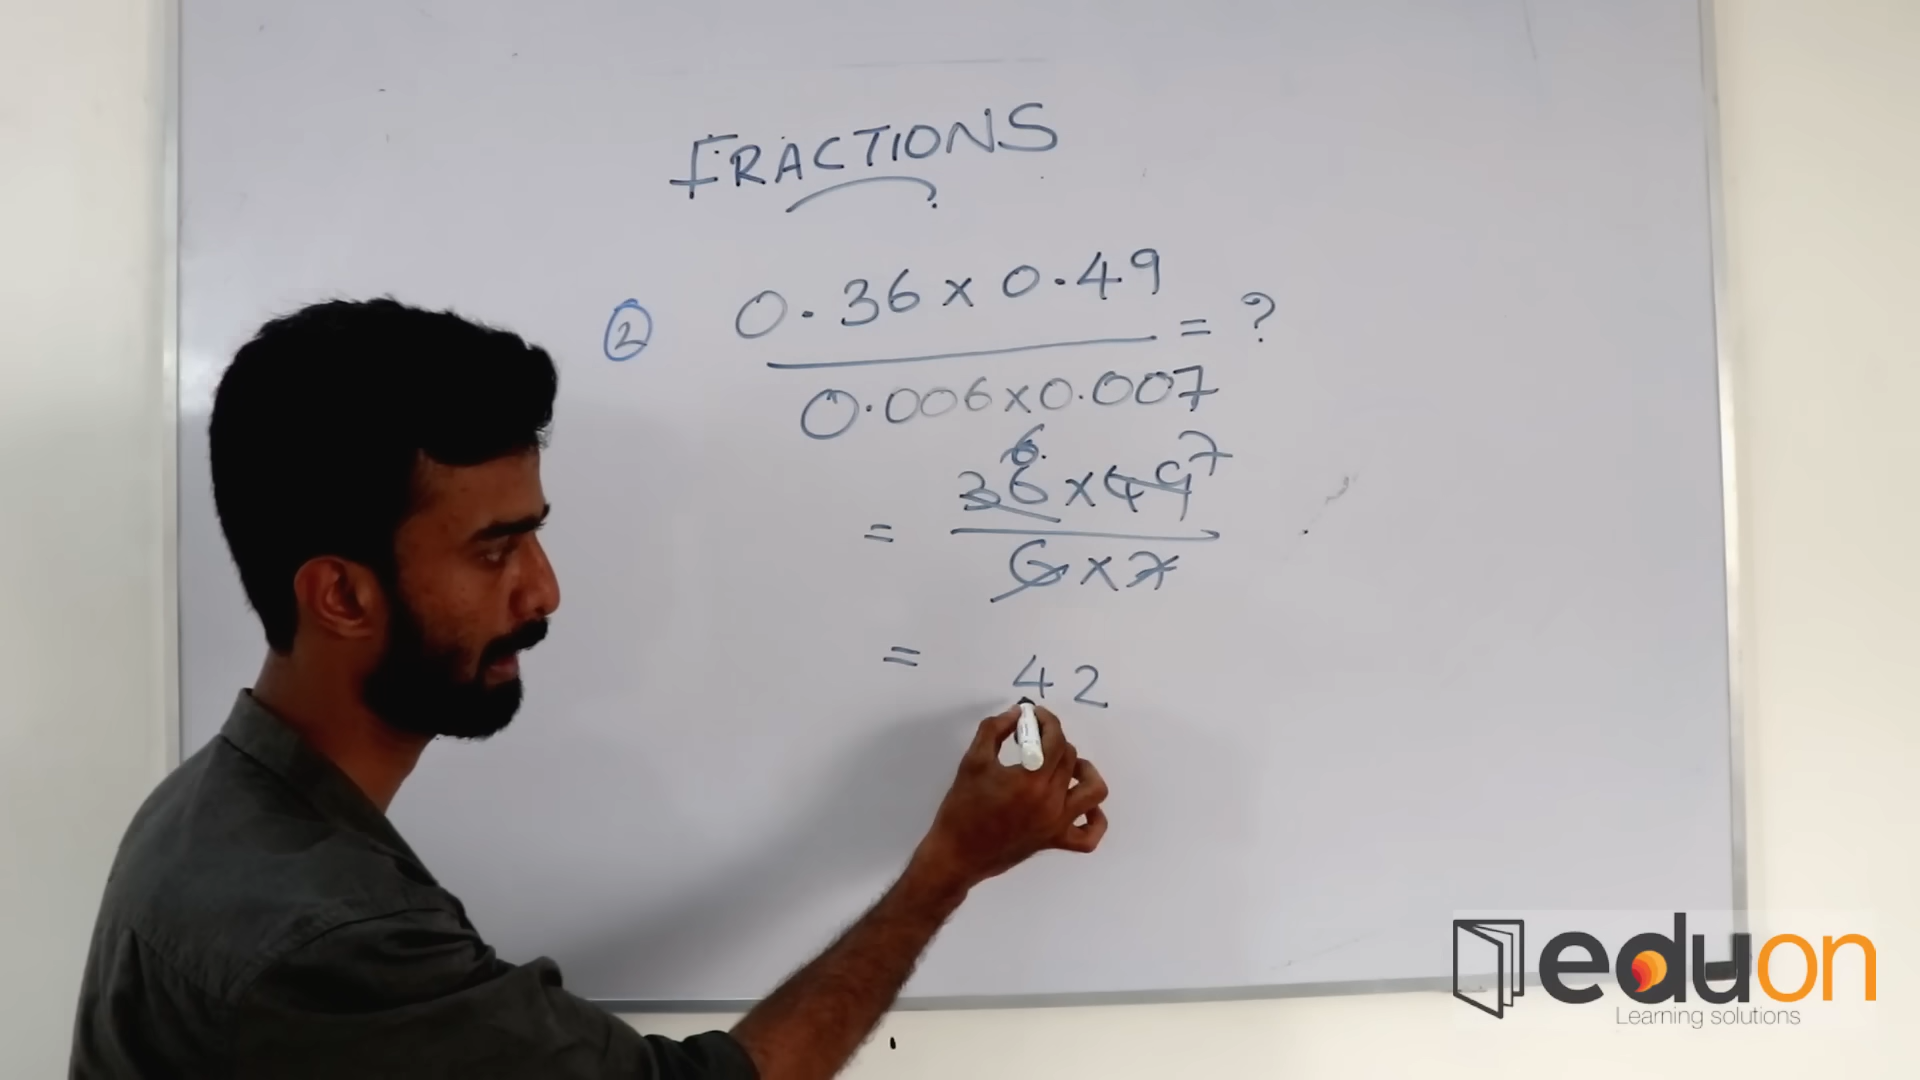 FRACTIONS
2 0.36 x 0.49 = ?
0.006 x 0.007
6 7
= 36 x 49
6 x 7
= 42
eduon
Learning solutions